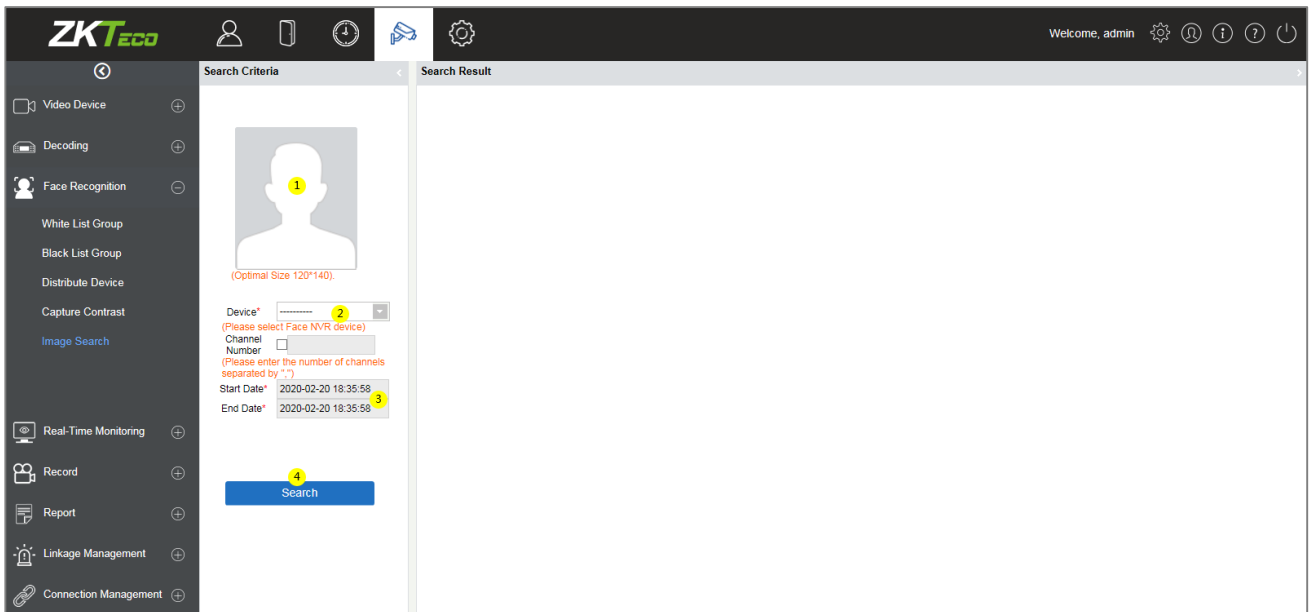 ZKTeco
Welcome, admin
Search Criteria
Search Result
Video Device
Decoding
Face Recognition
White List Group
Black List Group
Distribute Device
Capture Contrast
Image Search
Real-Time Monitoring
Record
Report
Linkage Management
Connection Management
1
(Optimal Size 120*140).
Device* ---------- 2
(Please select Face NVR device)
Channel
Number
(Please enter the number of channels
separated by ",")
Start Date* 2020-02-20 18:35:58
3
End Date* 2020-02-20 18:35:58
4
Search